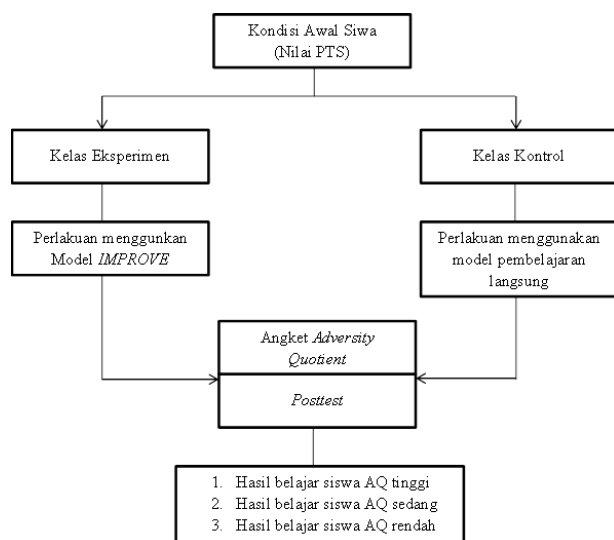 Kondisi Awal Siwa
(Nilai PTS)
Kelas Eksperimen
Kelas Kontrol
Perlakuan menggunkan
Model IMPROVE
Perlakuan menggunakan
model pembelajaran
langsung
Angket Adversity
Quotient
Posttest
1. Hasil belajar siswa AQ tinggi
2. Hasil belajar siswa AQ sedang
3. Hasil belajar siswa AQ rendah